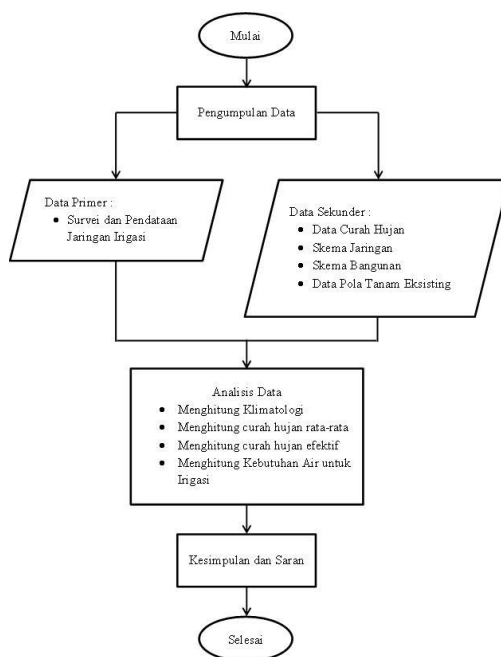 Mulai
Pengumpulan Data
Data Primer :
• Survei dan Pendataan
Jaringan Irigasi
Data Sekunder :
• Data Curah Hujan
• Skema Jaringan
• Skema Bangunan
• Data Pola Tanam Eksisting
Analisis Data
• Menghitung Klimatologi
• Menghitung curah hujan rata-rata
• Menghitung curah hujan efektif
• Menghitung Kebutuhan Air untuk
Irigasi
Kesimpulan dan Saran
Selesai